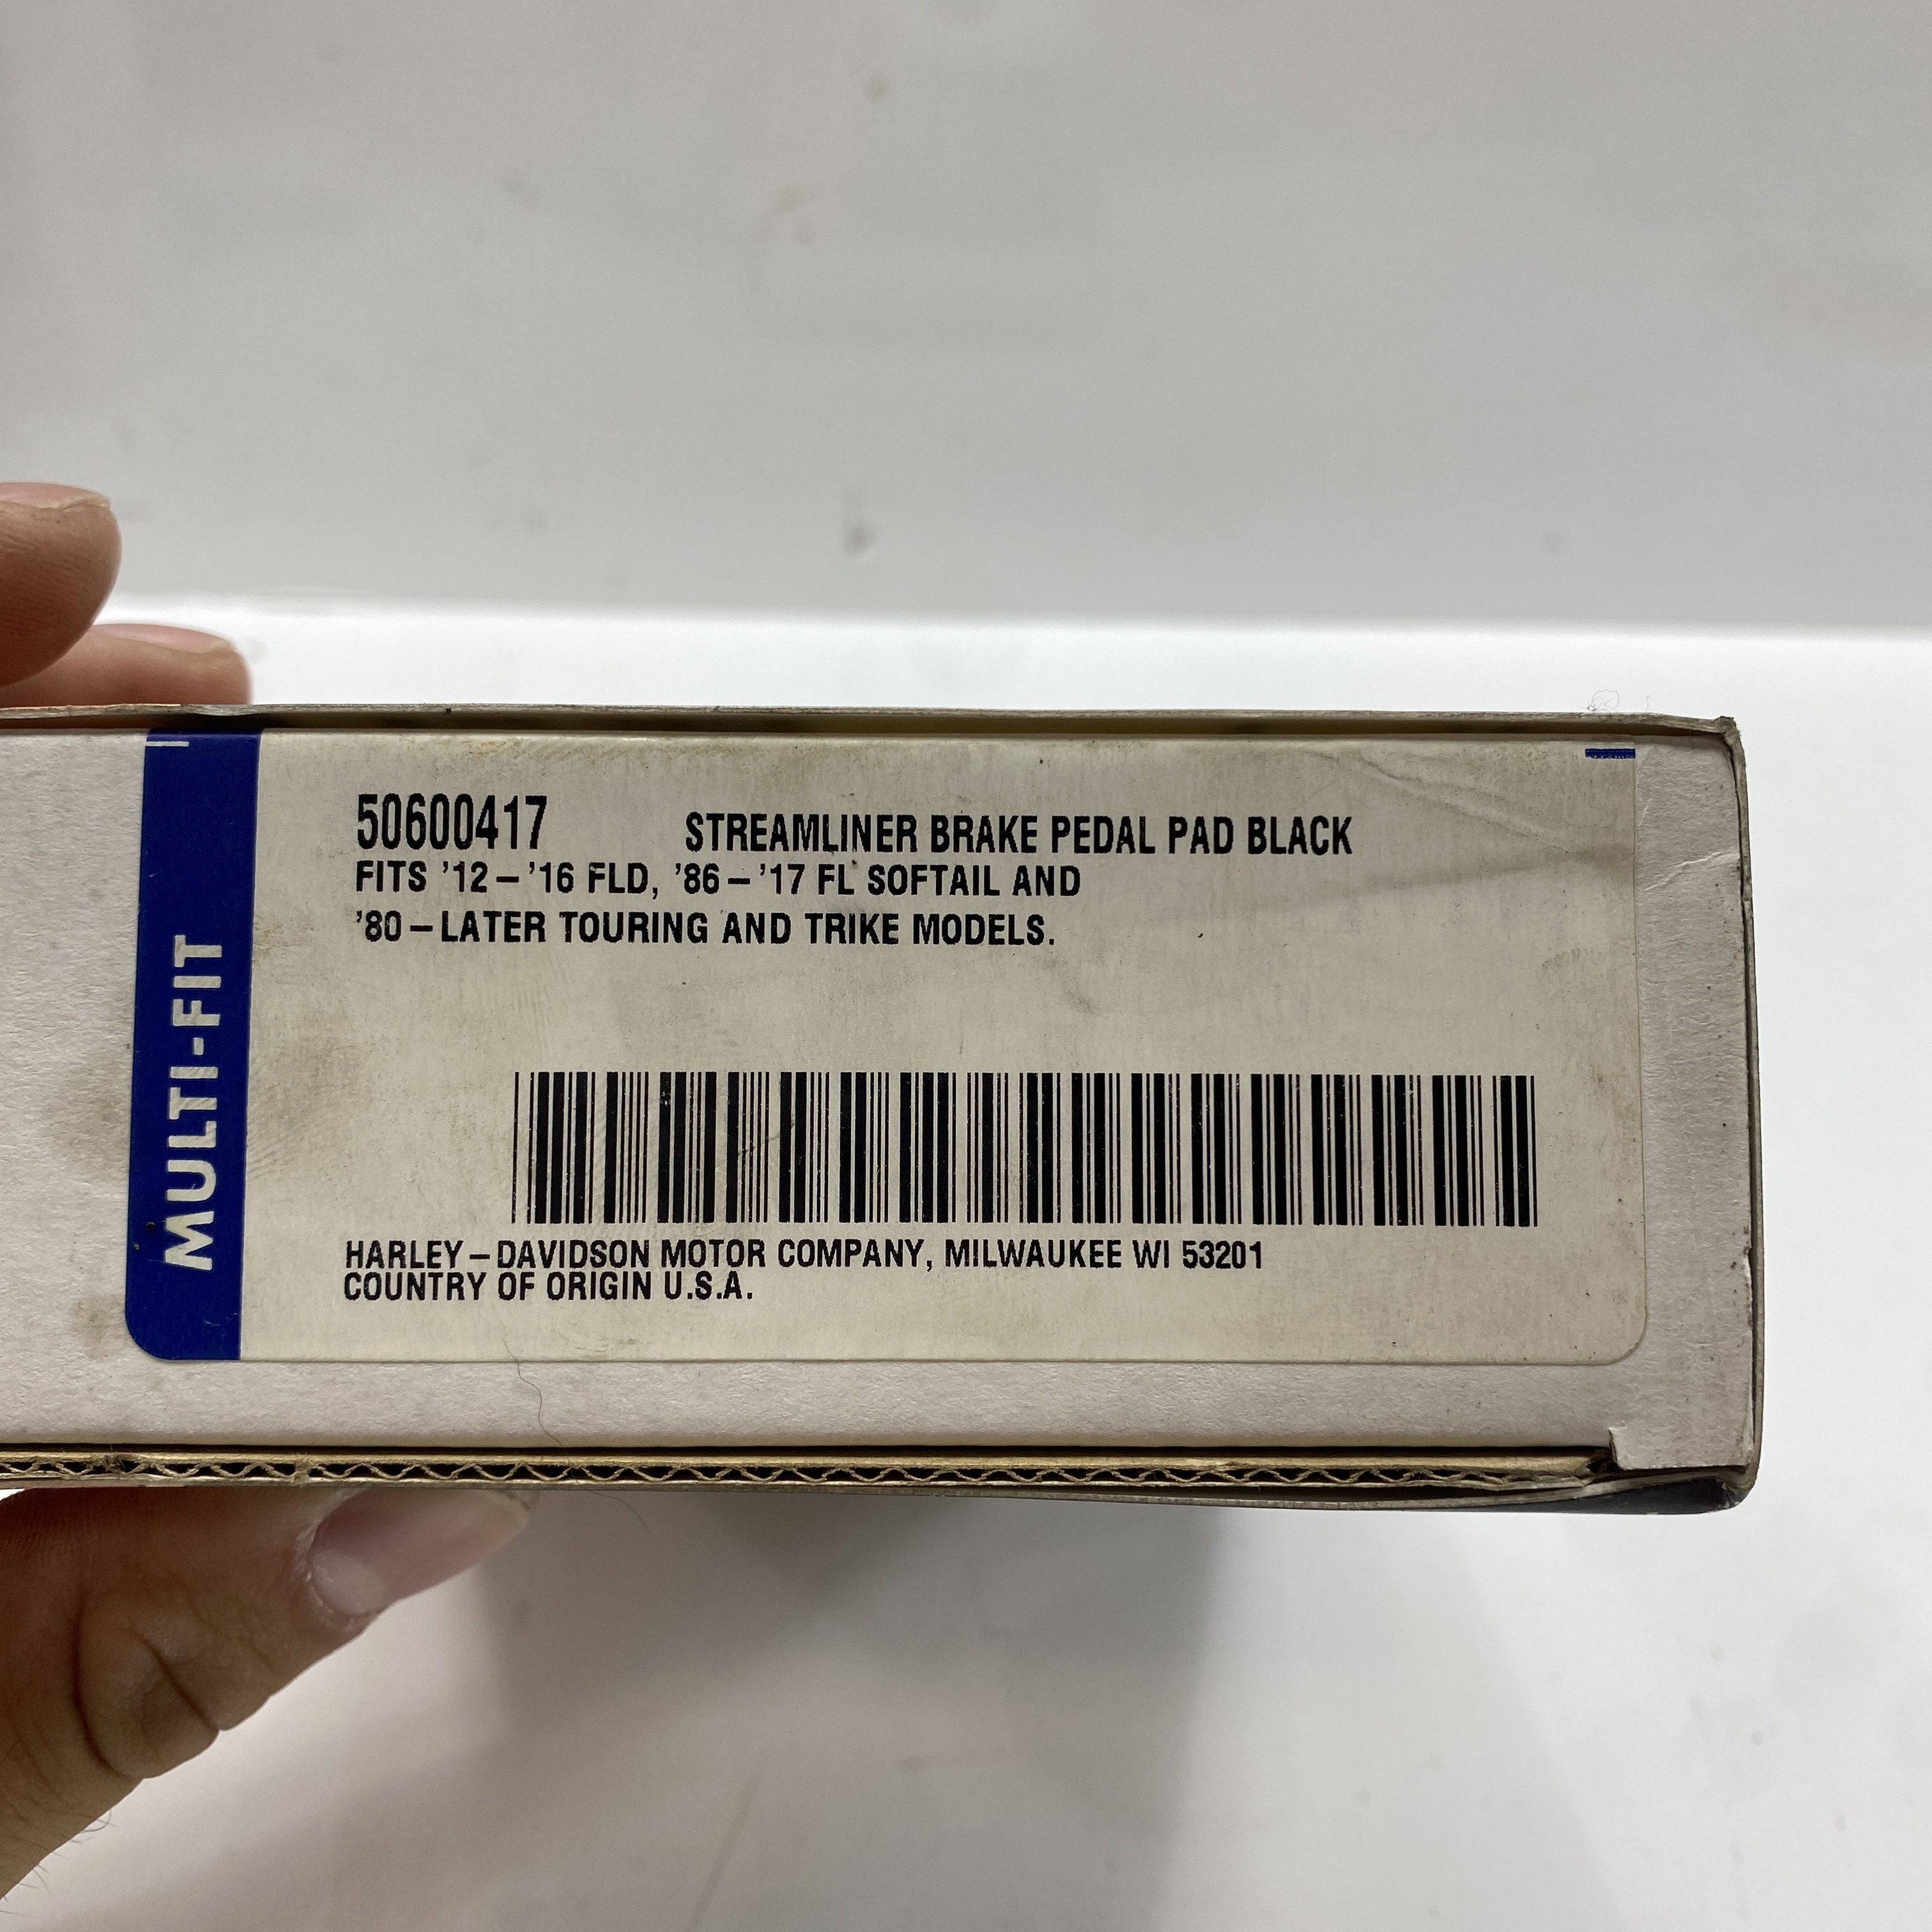 50600417 STREAMLINER BRAKE PEDAL PAD BLACK
FITS '12–'16 FLD, '86–'17 FL SOFTAIL AND
'80–LATER TOURING AND TRIKE MODELS.
MULTI-FIT
HARLEY–DAVIDSON MOTOR COMPANY, MILWAUKEE WI 53201
COUNTRY OF ORIGIN U.S.A.